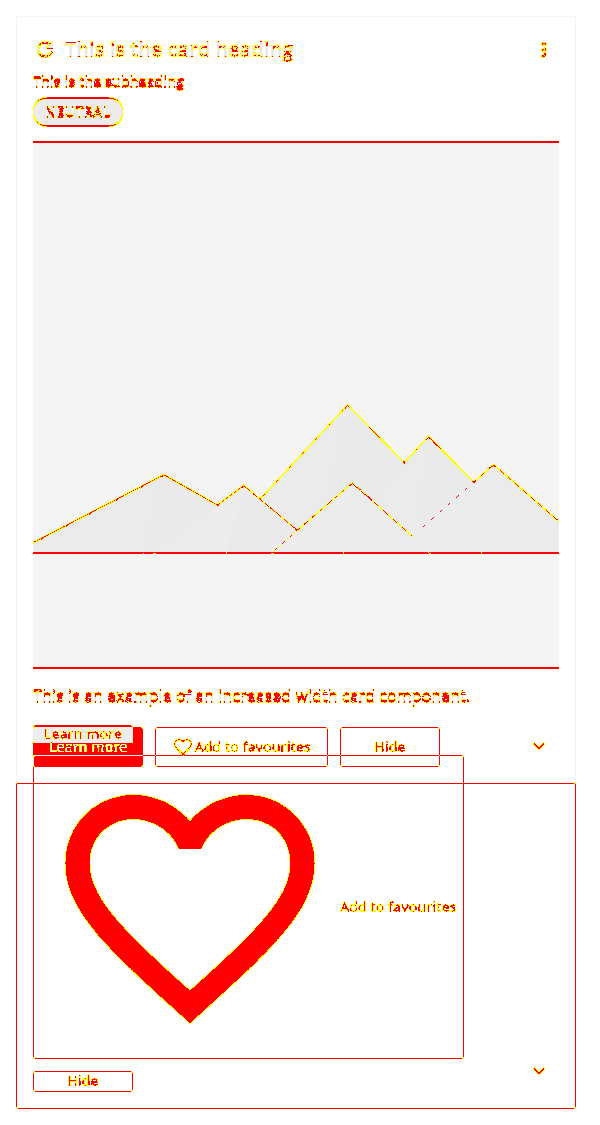 This is the card heading
This is the subheading
NEUTRAL
This is an example of an increased width card component.
Learn more
Learn more
Add to favourites
Hide
Add to favourites
Hide